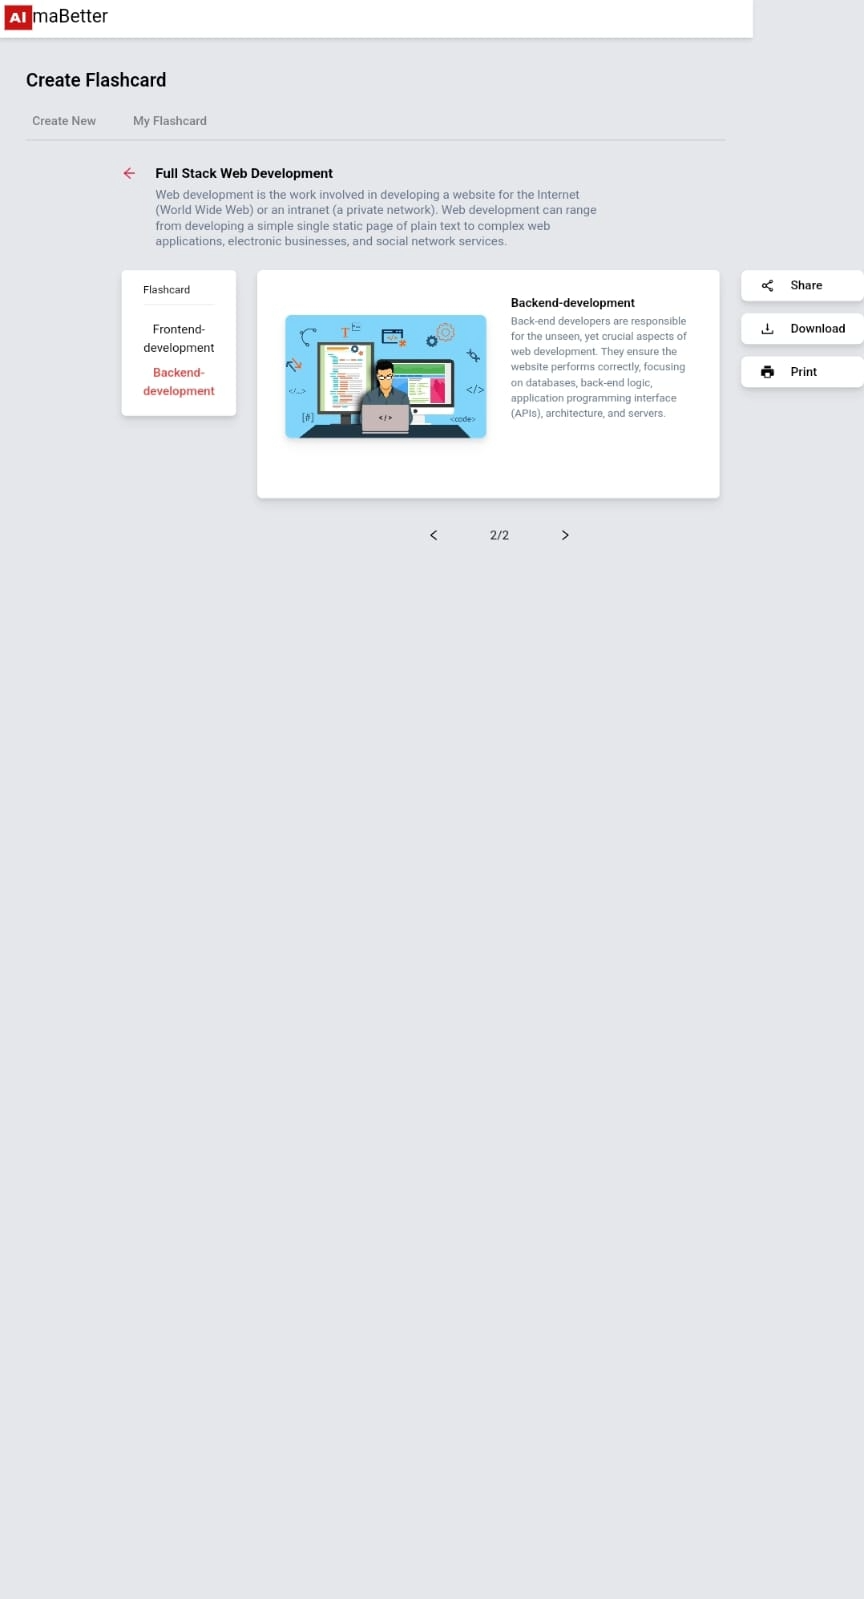 AlmaBetter
Create Flashcard
Create New
My Flashcard
Full Stack Web Development
Web development is the work involved in developing a website for the Internet
(World Wide Web) or an intranet (a private network). Web development can range
from developing a simple single static page of plain text to complex web
applications, electronic businesses, and social network services.
Flashcard
Frontend-
development
Backend-
development
T
</>
</...>
[#]
</>
</>
<code>
Backend-development
Back-end developers are responsible
for the unseen, yet crucial aspects of
web development. They ensure the
website performs correctly, focusing
on databases, back-end logic,
application programming interface
(APIs), architecture, and servers.
Share
Download
Print
< 2/2 >